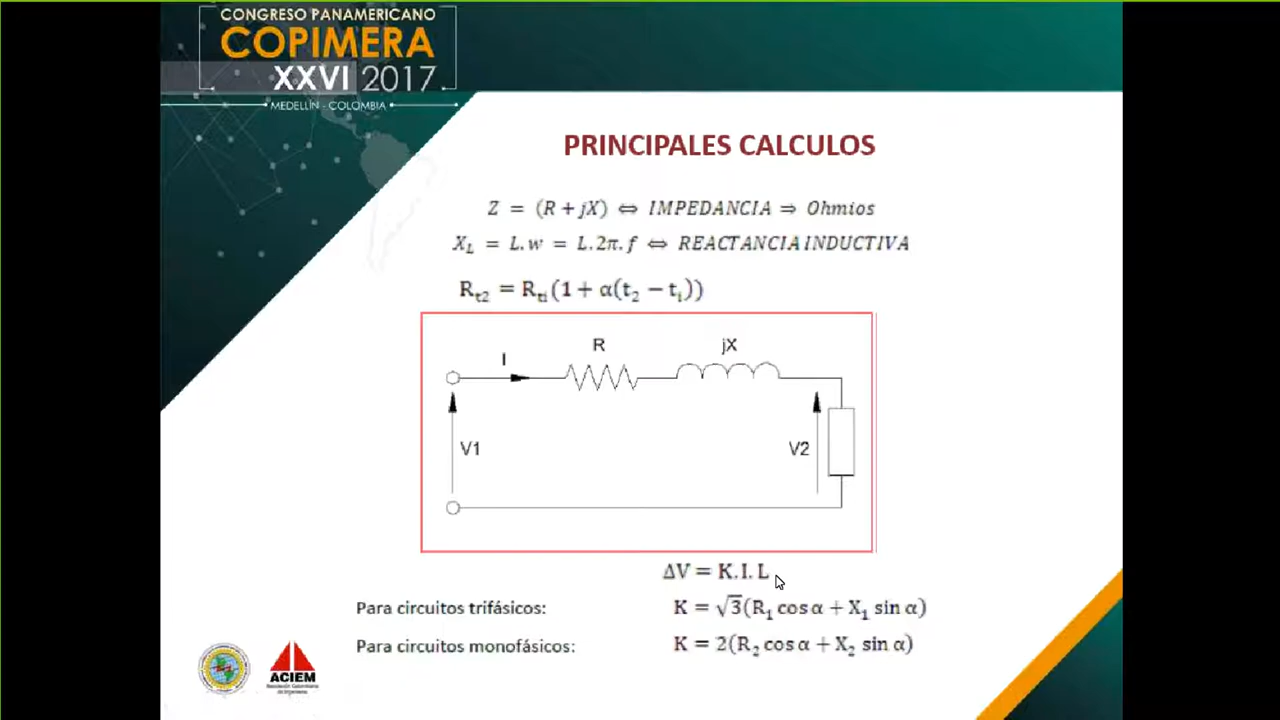 CONGRESO PANAMERICANO
COPIMERA
XXVI 2017
MEDELLÍN - COLOMBIA
PRINCIPALES CALCULOS
Z = (R + jX) ⇔ IMPEDANCIA ⇒ Ohmios
X_L = L.w = L.2π.f ⇔ REACTANCIA INDUCTIVA
R_t2 = R_ti(1 + α(t_2 − t_i))
R
jX
I
V1
V2
ΔV = K.I.L
Para circuitos trifásicos: K = √3(R_1 cos α + X_1 sin α)
Para circuitos monofásicos: K = 2(R_2 cos α + X_2 sin α)
ACIEM